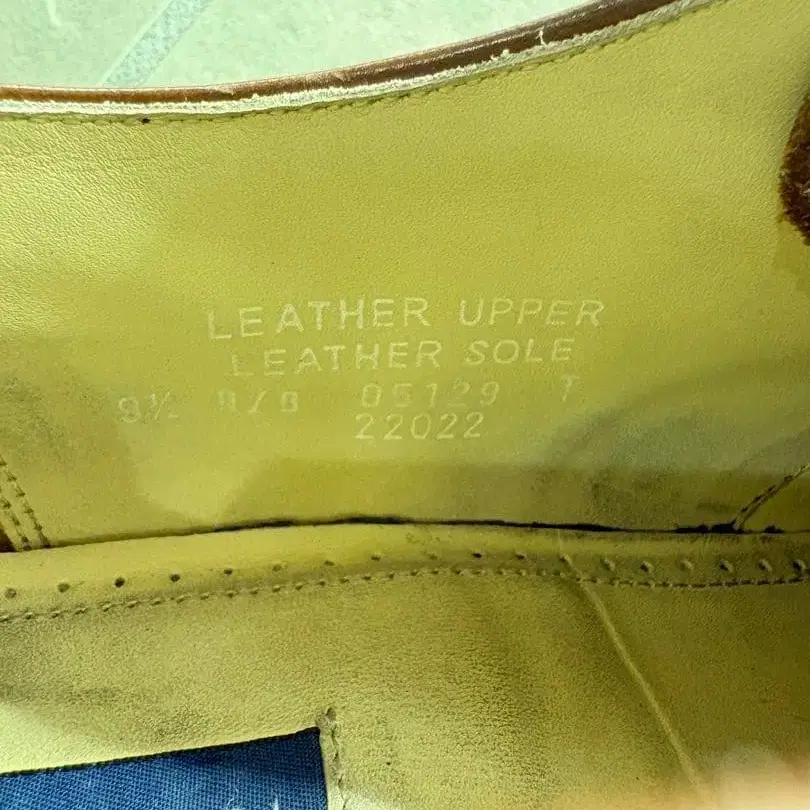 LEATHER UPPER
LEATHER SOLE
9½ 05129 T
22022